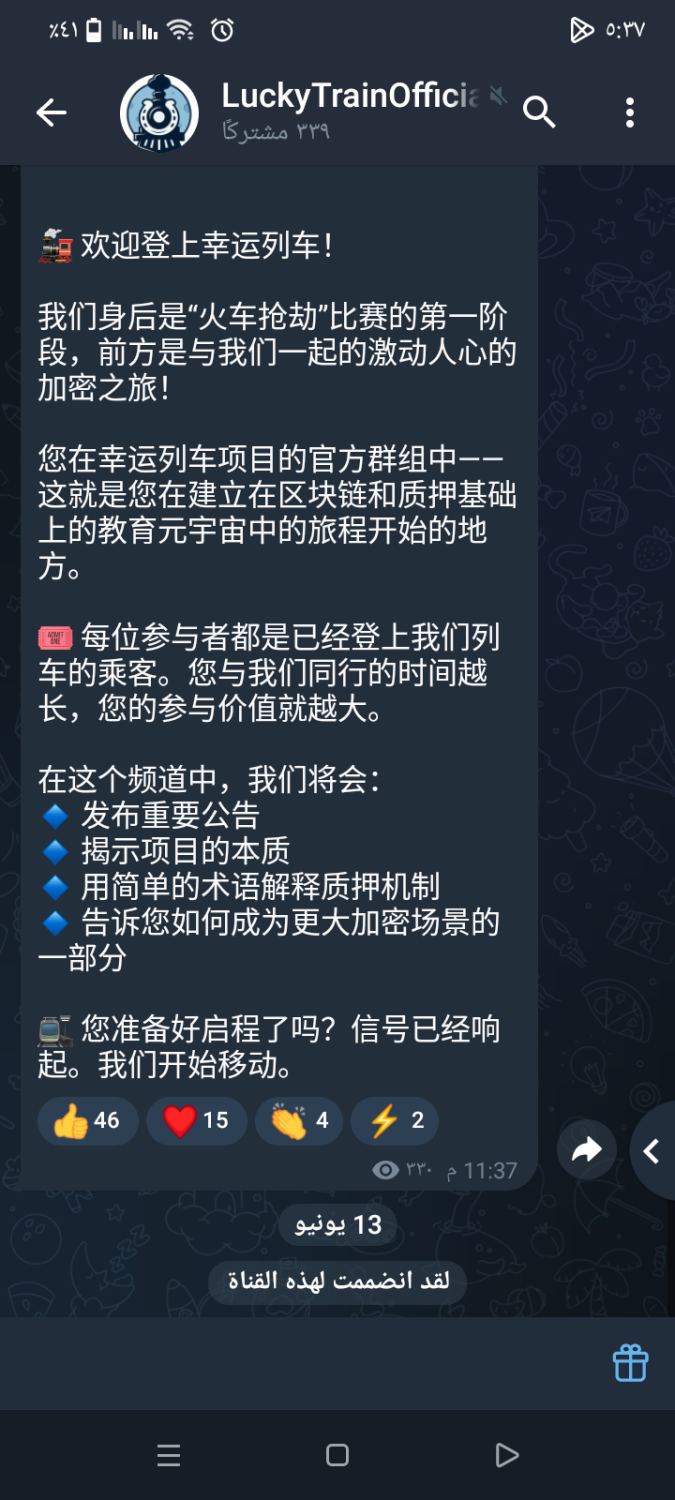 ٪٤١
٥:٣٧
LuckyTrainOfficia
٣٣٩ مشتركًا
🚂 欢迎登上幸运列车！
我们身后是“火车抢劫”比赛的第一阶
段，前方是与我们一起的激动人心的
加密之旅！
您在幸运列车项目的官方群组中——
这就是您在建立在区块链和质押基础
上的教育元宇宙中的旅程开始的地
方。
🎟 每位参与者都是已经登上我们列
车的乘客。您与我们同行的时间越
长，您的参与价值就越大。
在这个频道中，我们将会：
🔹 发布重要公告
🔹 揭示项目的本质
🔹 用简单的术语解释质押机制
🔹 告诉您如何成为更大加密场景的
一部分
🚉 您准备好启程了吗？信号已经响
起。我们开始移动。
👍 46 ❤️ 15 👏 4 ⚡ 2
٣٣٠ 11:37 م
13 يونيو
لقد انضممت لهذه القناة